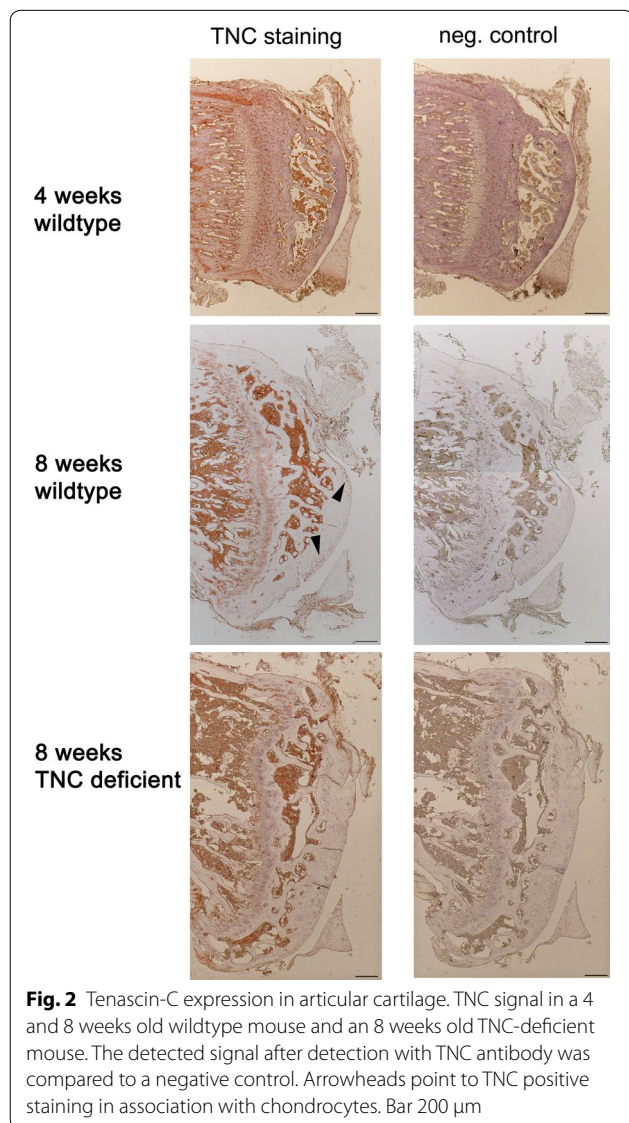 TNC staining
neg. control
4 weeks
wildtype
8 weeks
wildtype
8 weeks
TNC deficient
Fig. 2 Tenascin-C expression in articular cartilage. TNC signal in a 4
and 8 weeks old wildtype mouse and an 8 weeks old TNC-deficient
mouse. The detected signal after detection with TNC antibody was
compared to a negative control. Arrowheads point to TNC positive
staining in association with chondrocytes. Bar 200 µm